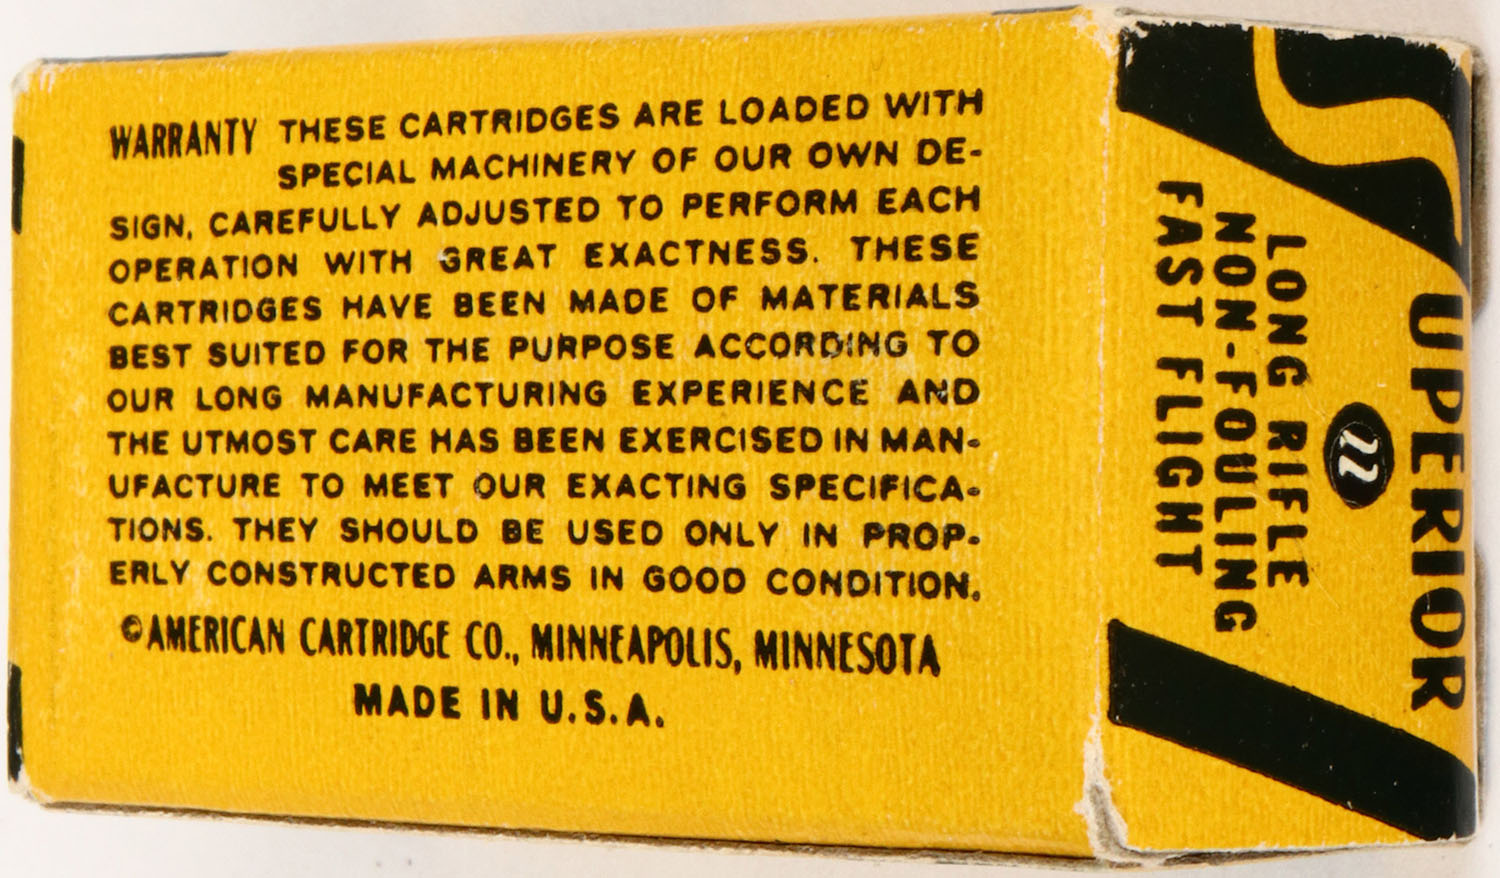 WARRANTY THESE CARTRIDGES ARE LOADED WITH
SPECIAL MACHINERY OF OUR OWN DE-
SIGN, CAREFULLY ADJUSTED TO PERFORM EACH
OPERATION WITH GREAT EXACTNESS. THESE
CARTRIDGES HAVE BEEN MADE OF MATERIALS
BEST SUITED FOR THE PURPOSE ACCORDING TO
OUR LONG MANUFACTURING EXPERIENCE AND
THE UTMOST CARE HAS BEEN EXERCISED IN MAN-
UFACTURE TO MEET OUR EXACTING SPECIFICA-
TIONS. THEY SHOULD BE USED ONLY IN PROP-
ERLY CONSTRUCTED ARMS IN GOOD CONDITION.
©AMERICAN CARTRIDGE CO., MINNEAPOLIS, MINNESOTA
MADE IN U.S.A.
SUPERIOR
22
LONG RIFLE
NON-FOULING
FAST FLIGHT